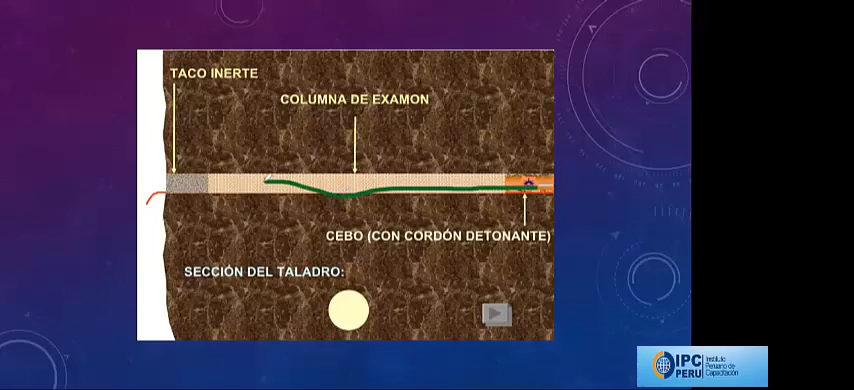 TACO INERTE
COLUMNA DE EXAMON
CEBO (CON CORDÓN DETONANTE)
SECCIÓN DEL TALADRO:
IPC
PERU
Instituto
Peruano de
Capacitación